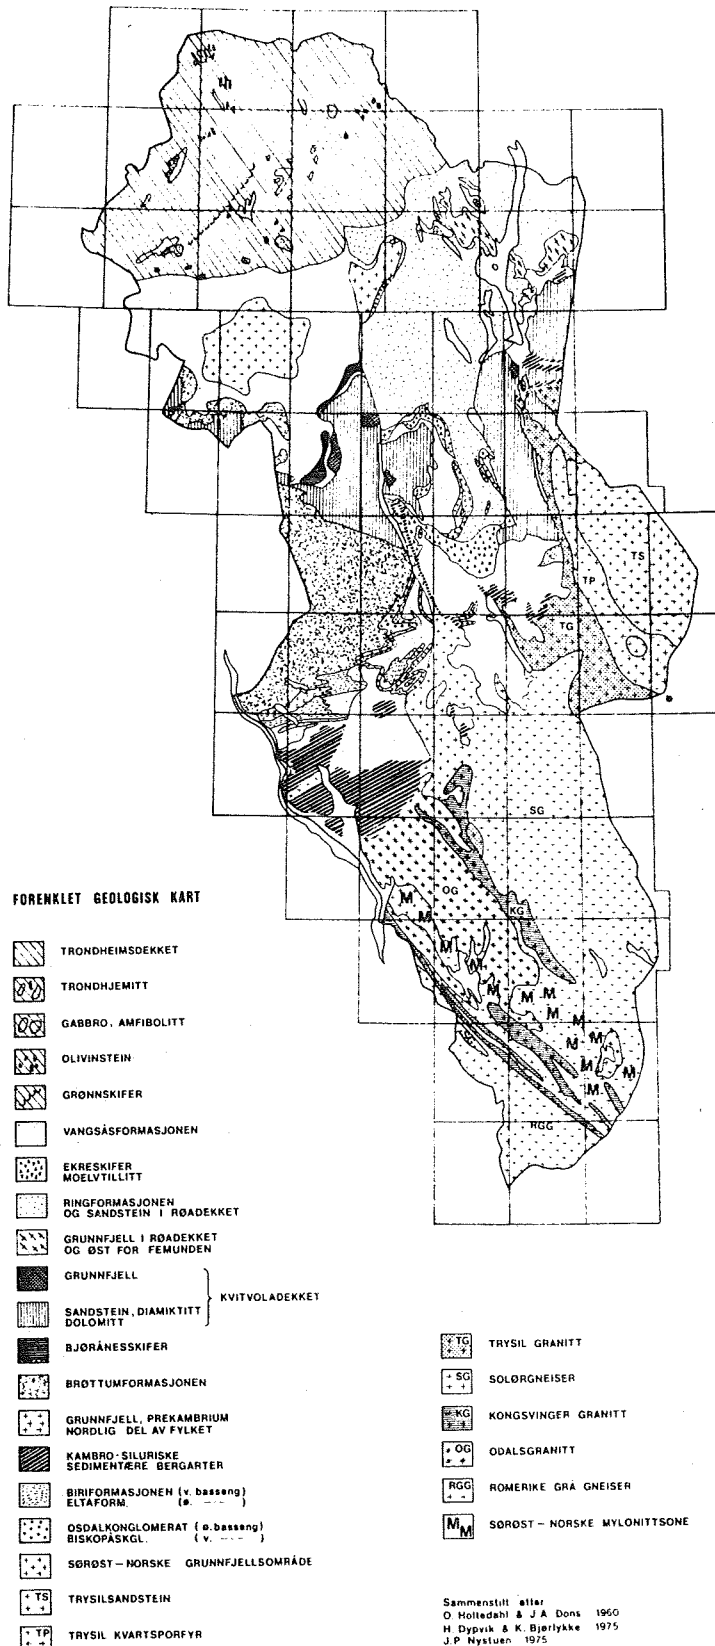 TS
TP
TG
SG
OG
KG
M
M
M
M
M
M
M
M
M
M
M
M
M
M
RGG
FORENKLET GEOLOGISK KART
TRONDHEIMSDEKKET
TRONDHJEMITT
GABBRO, AMFIBOLITT
OLIVINSTEIN
GRØNNSKIFER
VANGSÅSFORMASJONEN
EKRESKIFER
MOELVTILLITT
RINGFORMASJONEN
OG SANDSTEIN I RØADEKKET
GRUNNFJELL I RØADEKKET
OG ØST FOR FEMUNDEN
GRUNNFJELL
SANDSTEIN, DIAMIKTITT
DOLOMITT
KVITVOLADEKKET
BJØRÅNESSKIFER
BRØTTUMFORMASJONEN
GRUNNFJELL, PREKAMBRIUM
NORDLIG DEL AV FYLKET
KAMBRO-SILURISKE
SEDIMENTÆRE BERGARTER
BIRIFORMASJONEN (v. basseng)
ELTAFORM. (ø. –– )
OSDALKONGLOMERAT (ø. basseng)
BISKOPÅSKGL. (v. –– )
SØRØST–NORSKE GRUNNFJELLSOMRÅDE
TS TRYSILSANDSTEIN
TP TRYSIL KVARTSPORFYR
TG TRYSIL GRANITT
SG SOLØRGNEISER
KG KONGSVINGER GRANITT
OG ODALSGRANITT
RGG ROMERIKE GRÅ GNEISER
M M SØRØST–NORSKE MYLONITTSONE
Sammenstilt etter
O. Holtedahl & J A Dons 1960
H. Dypvik & K. Bjørlykke 1975
J.P Nystuen 1975